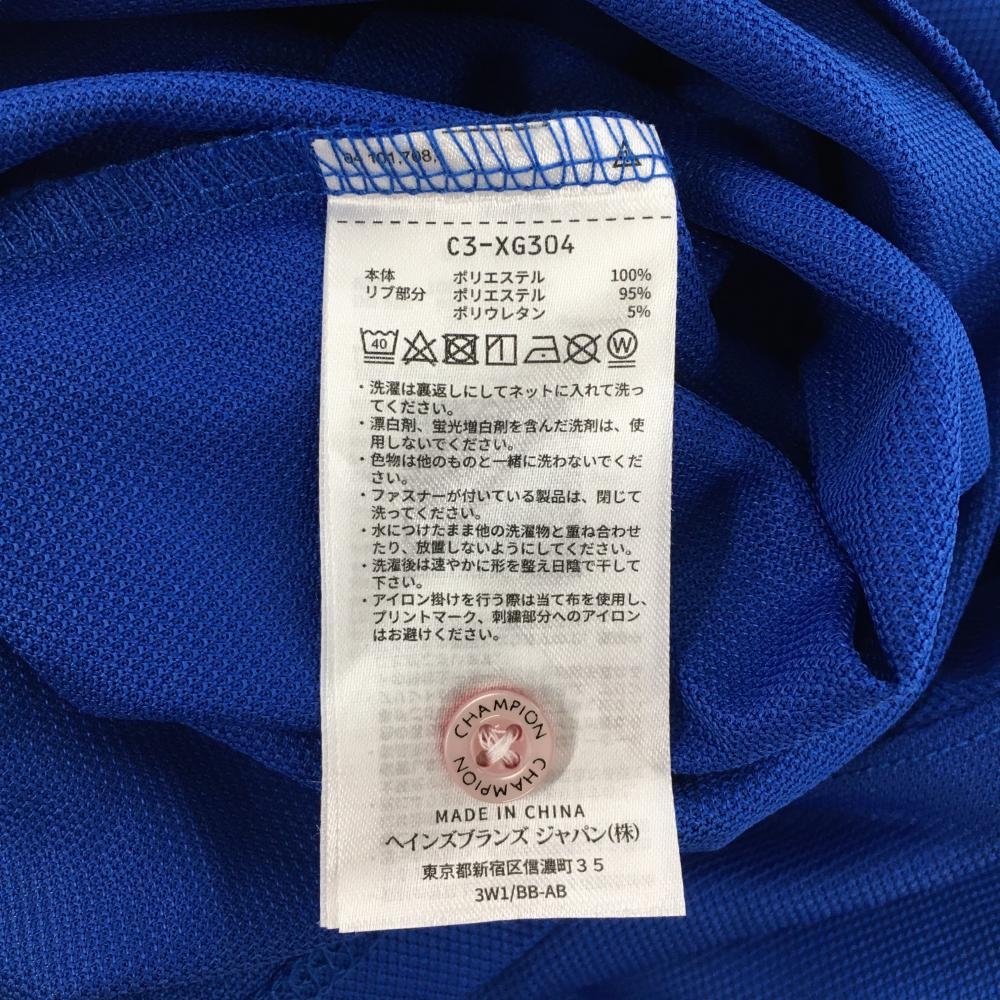 04 101,708,
C3-XG304
本体 ポリエステル 100%
リブ部分 ポリエステル 95%
ポリウレタン 5%
40 W
・洗濯は裏返しにしてネットに入れて洗っ
てください。
・漂白剤、蛍光増白剤を含んだ洗剤は、使
用しないでください。
・色物は他のものと一緒に洗わないでくだ
さい。
・ファスナーが付いている製品は、閉じて
洗ってください。
・水につけたまま他の洗濯物と重ね合わせ
たり、放置しないようにしてください。
・洗濯後は速やかに形を整え日陰で干して
下さい。
・アイロン掛けを行う際は当て布を使用し、
プリントマーク、刺繍部分へのアイロン
はお避けください。
CHAMPION
CHAMPION
MADE IN CHINA
ヘインズブランズ ジャパン(株)
東京都新宿区信濃町35
3W1/BB-AB